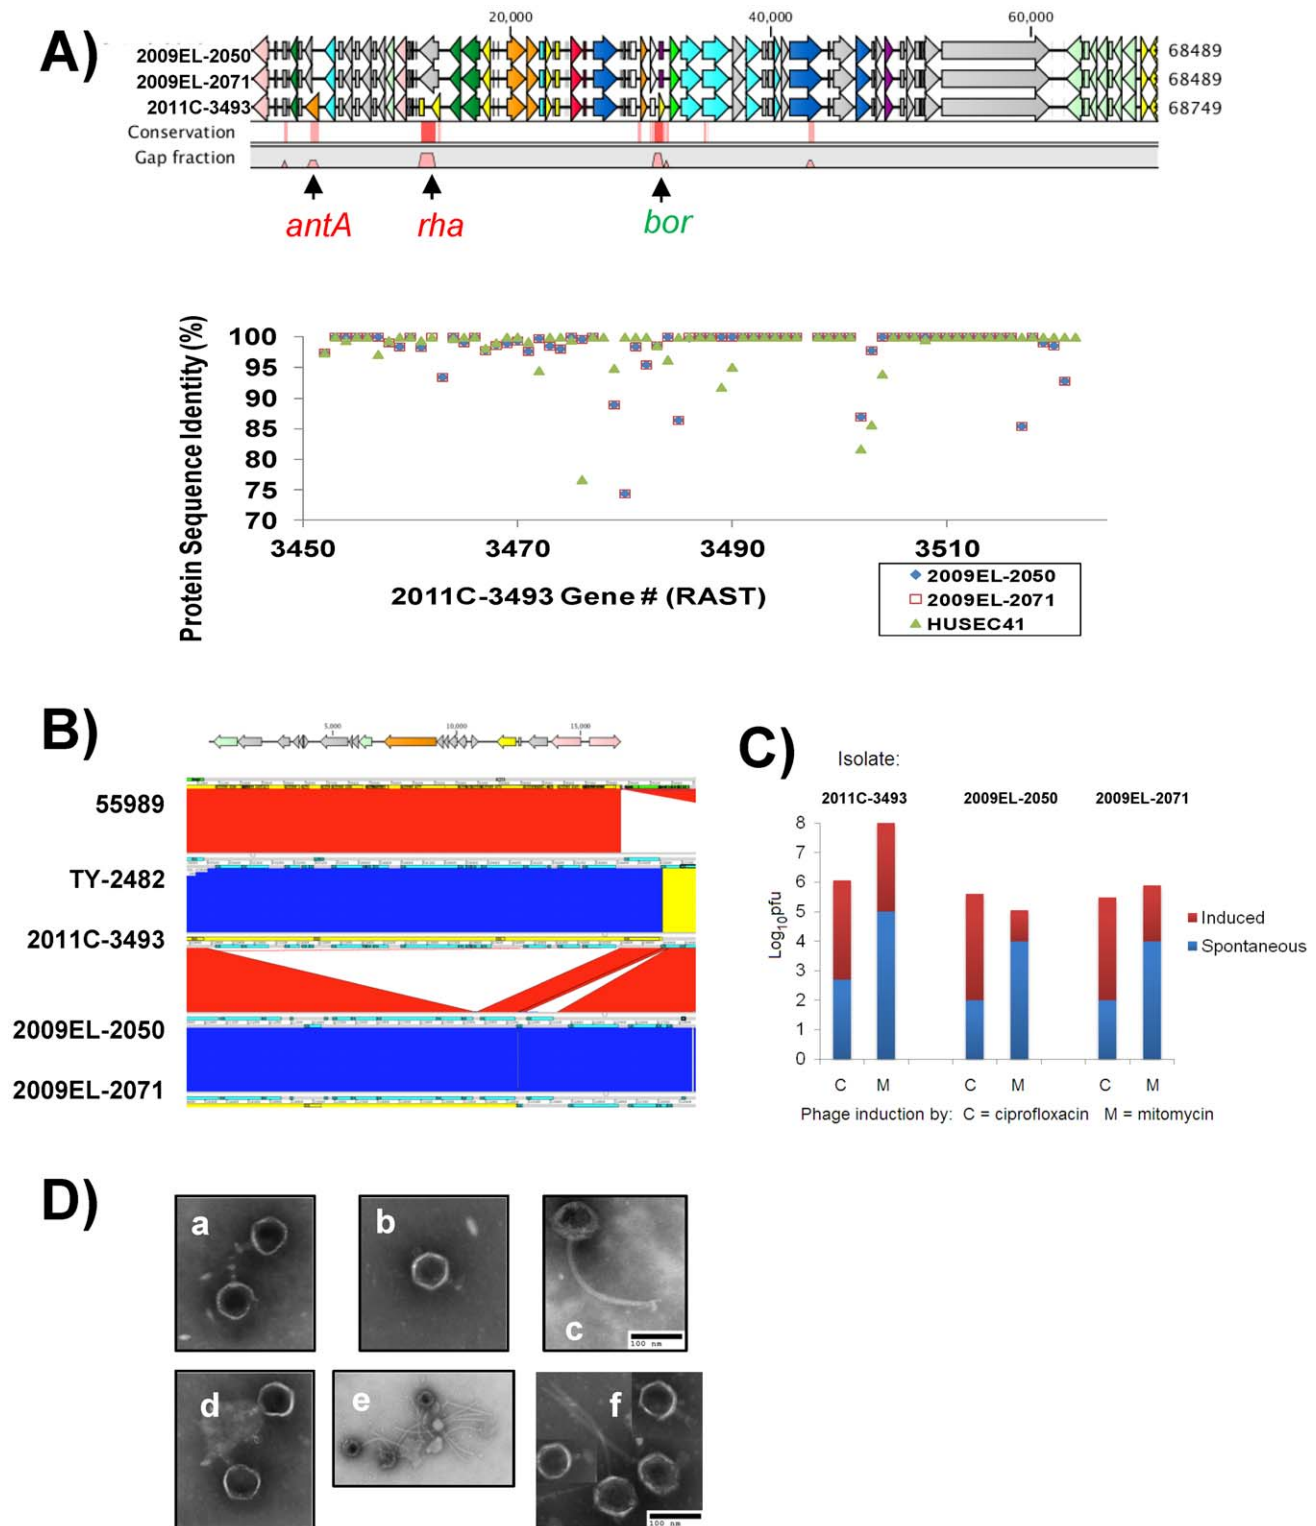 A)
20,000 40,000 60,000
2009EL-2050 68489
2009EL-2071 68489
2011C-3493 68749
Conservation
Gap fraction
antA rha bor
Protein Sequence Identity (%)
100
95
90
85
80
75
70
3450 3470 3490 3510
2011C-3493 Gene # (RAST)
2009EL-2050
2009EL-2071
HUSEC41
B)
5,000 10,000 15,000
55989
TY-2482
2011C-3493
2009EL-2050
2009EL-2071
C)
Isolate:
2011C-3493 2009EL-2050 2009EL-2071
Log10pfu
8
7
6
5
4
3
2
1
0
C M C M C M
Induced
Spontaneous
Phage induction by: C = ciprofloxacin M = mitomycin
D)
a b c
100 nm
d e f
100 nm